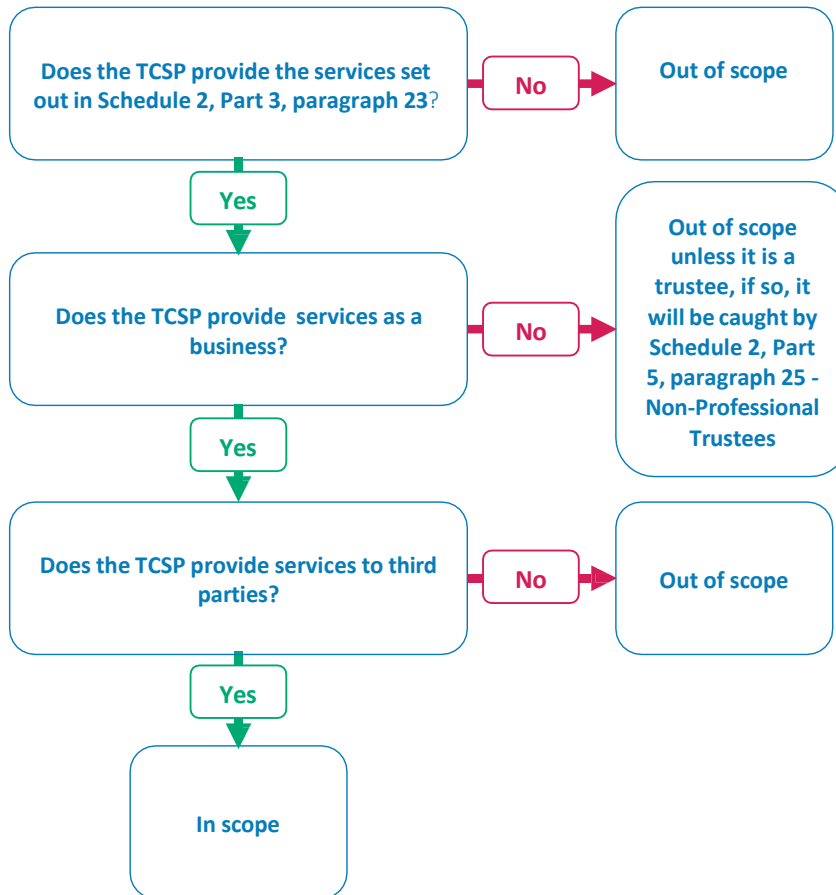 Does the TCSP provide the services set
out in Schedule 2, Part 3, paragraph 23?
No
Out of scope
Yes
Does the TCSP provide services as a
business?
No
Out of scope
unless it is a
trustee, if so, it
will be caught by
Schedule 2, Part
5, paragraph 25 -
Non-Professional
Trustees
Yes
Does the TCSP provide services to third
parties?
No
Out of scope
Yes
In scope